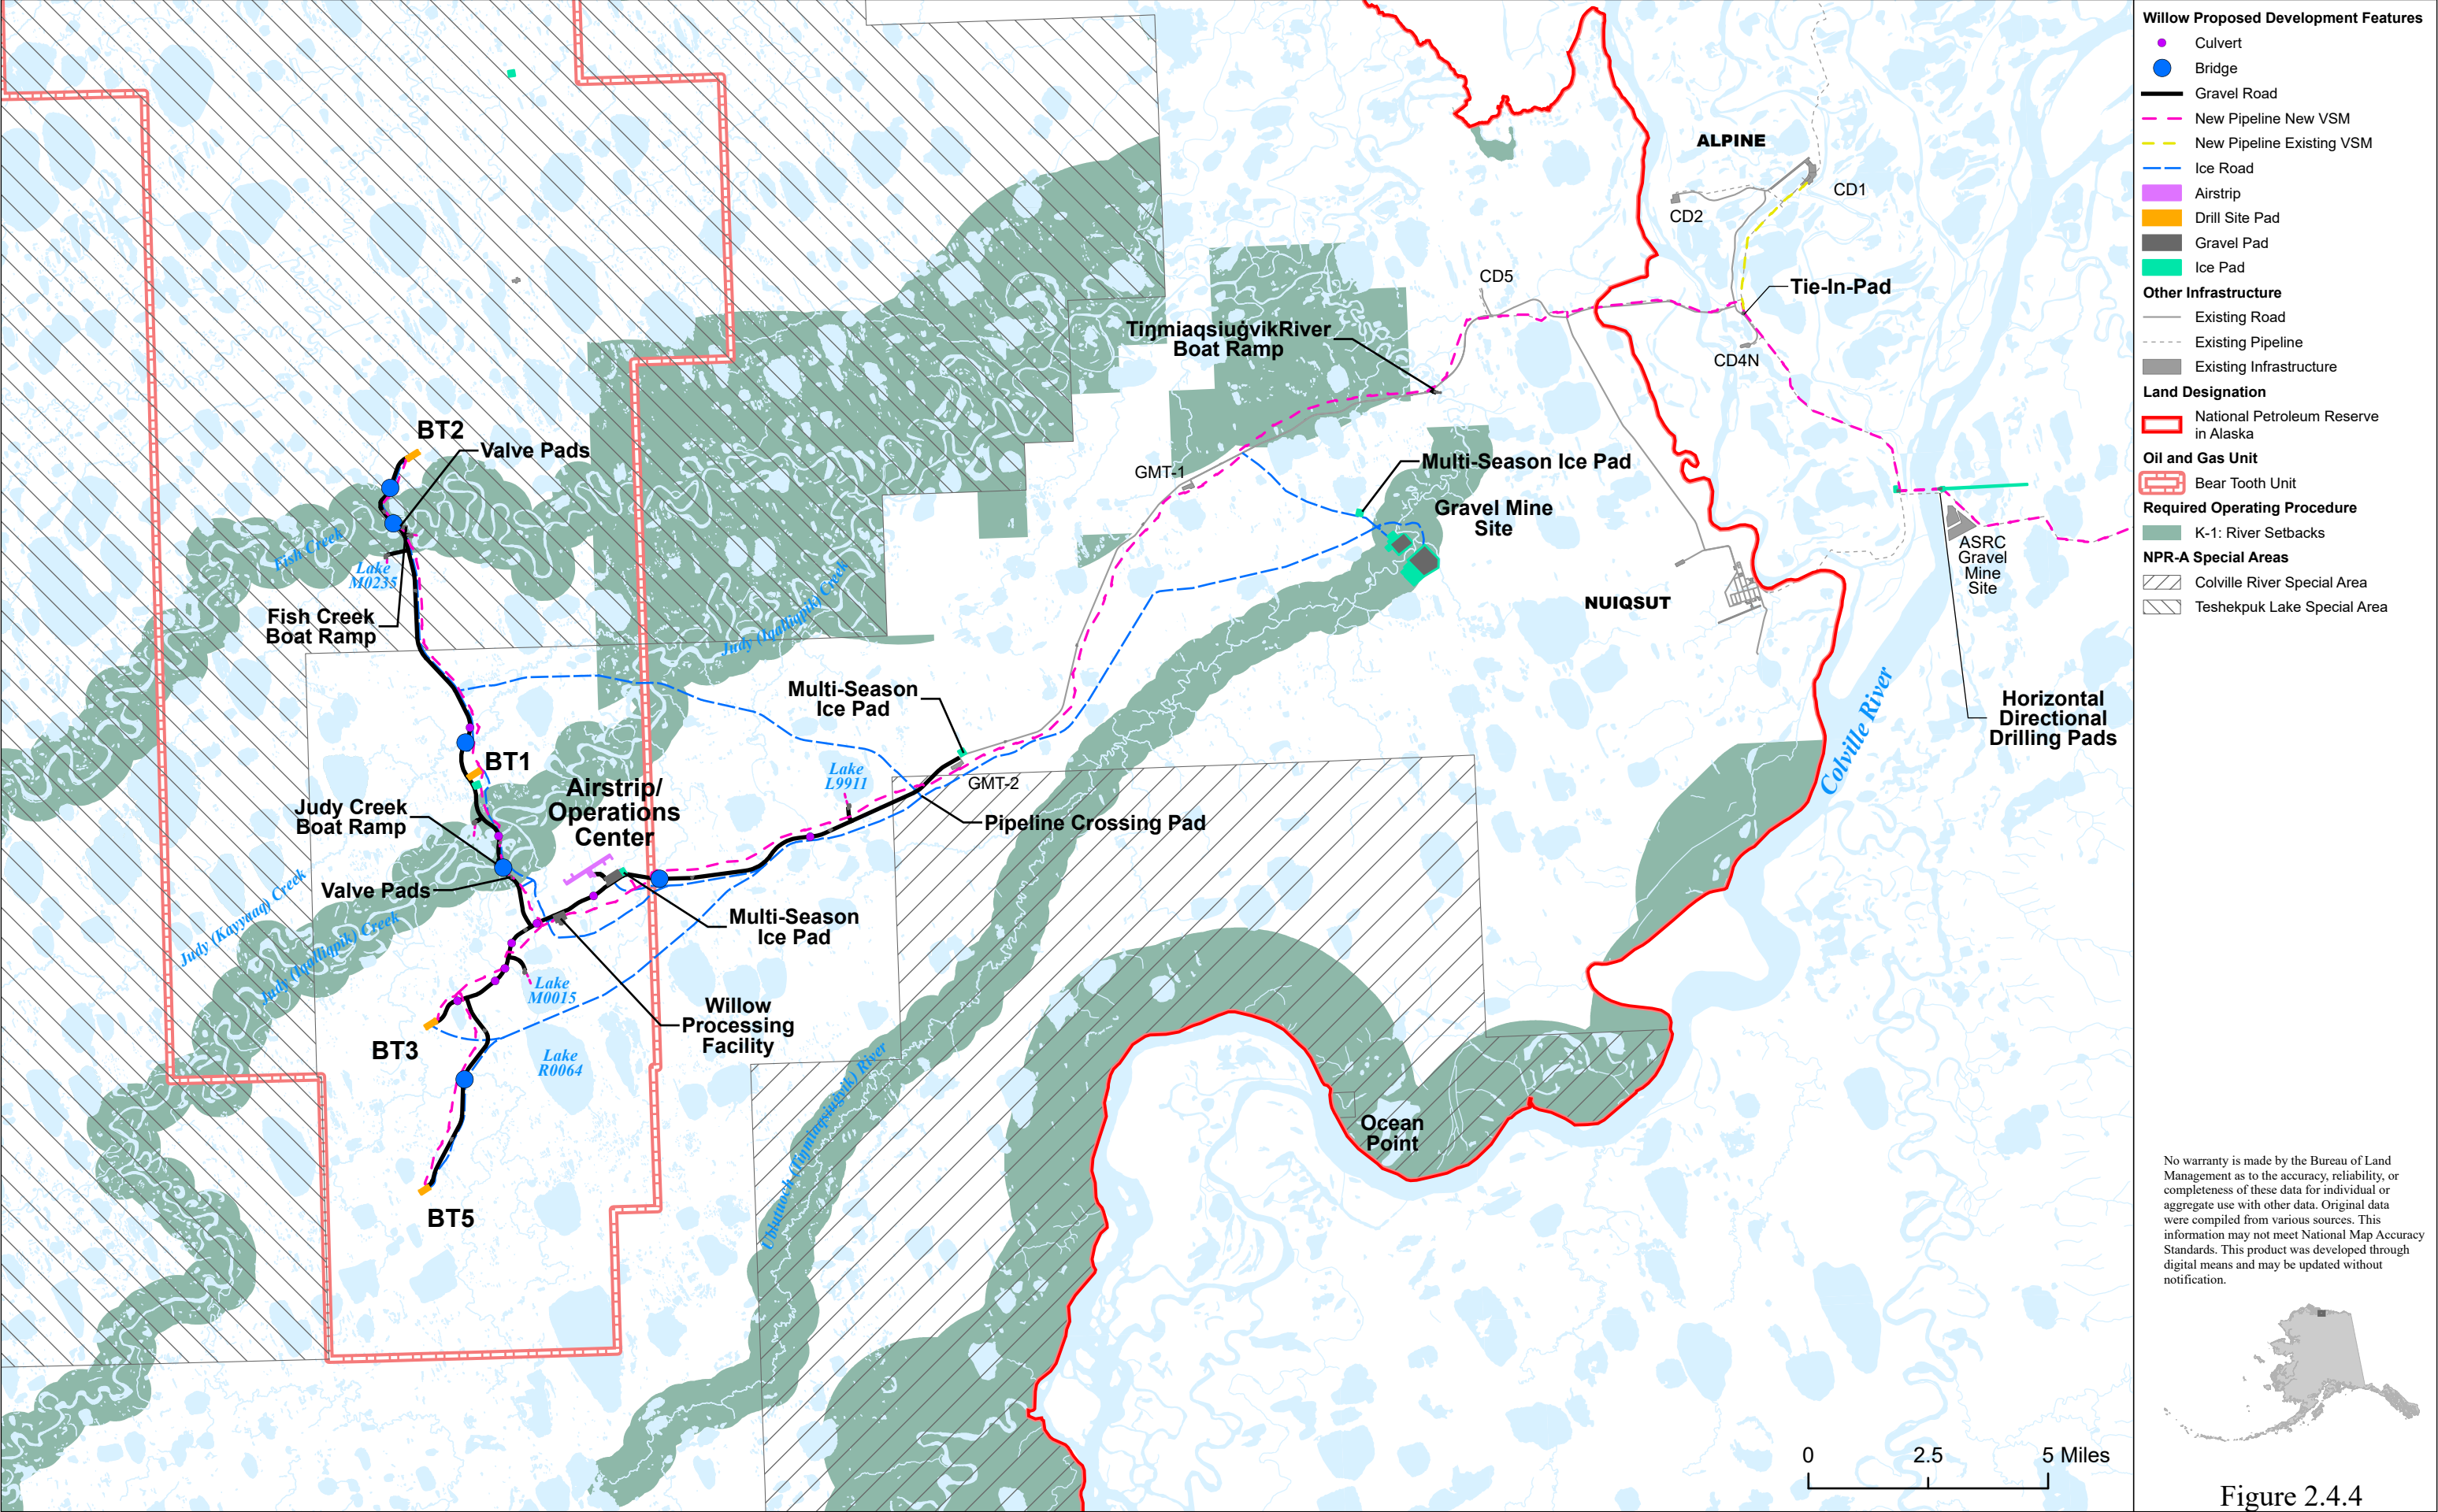 ALPINE
CD1
CD2
CD5
Tie-In-Pad
TiŋmiaqsiuġvikRiver
Boat Ramp
CD4N
BT2
Valve Pads
GMT-1
Multi-Season Ice Pad
Gravel Mine
Site
Fish Creek
Lake
M0235
ASRC
Gravel
Mine
Site
NUIQSUT
Fish Creek
Boat Ramp
Judy (Iqalliqpik) Creek
Multi-Season
Ice Pad
Horizontal
Directional
Drilling Pads
Colville River
BT1
Lake
L9911
GMT-2
Airstrip/
Operations
Center
Judy Creek
Boat Ramp
Pipeline Crossing Pad
Valve Pads
Judy (Kayyaaq) Creek
Judy (Iqalliqpik) Creek
Multi-Season
Ice Pad
Lake
M0015
Willow
Processing
Facility
BT3
Lake
R0064
Ublutuoch (Tiŋmiaqsiuġvik) River
Ocean
Point
BT5
0 2.5 5 Miles
Willow Proposed Development Features
Culvert
Bridge
Gravel Road
New Pipeline New VSM
New Pipeline Existing VSM
Ice Road
Airstrip
Drill Site Pad
Gravel Pad
Ice Pad
Other Infrastructure
Existing Road
Existing Pipeline
Existing Infrastructure
Land Designation
National Petroleum Reserve
in Alaska
Oil and Gas Unit
Bear Tooth Unit
Required Operating Procedure
K-1: River Setbacks
NPR-A Special Areas
Colville River Special Area
Teshekpuk Lake Special Area
No warranty is made by the Bureau of Land
Management as to the accuracy, reliability, or
completeness of these data for individual or
aggregate use with other data. Original data
were compiled from various sources. This
information may not meet National Map Accuracy
Standards. This product was developed through
digital means and may be updated without
notification.
Figure 2.4.4